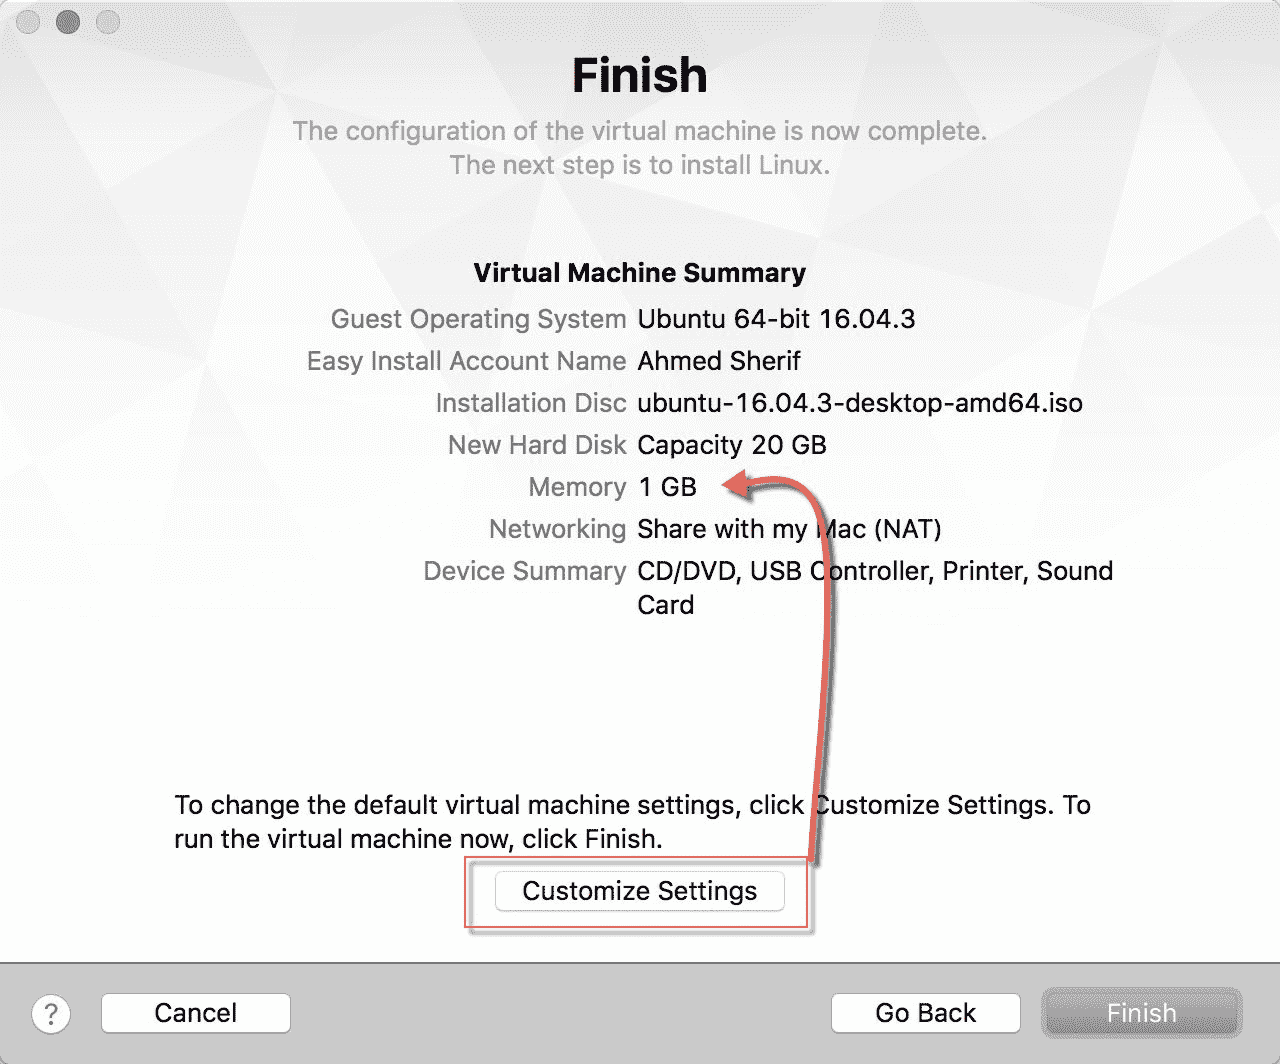 Finish
The configuration of the virtual machine is now complete.
The next step is to install Linux.
Virtual Machine Summary
Guest Operating System Ubuntu 64-bit 16.04.3
Easy Install Account Name Ahmed Sherif
Installation Disc ubuntu-16.04.3-desktop-amd64.iso
New Hard Disk Capacity 20 GB
Memory 1 GB
Networking Share with my Mac (NAT)
Device Summary CD/DVD, USB Controller, Printer, Sound
Card
To change the default virtual machine settings, click Customize Settings. To
run the virtual machine now, click Finish.
Customize Settings
? Cancel Go Back Finish